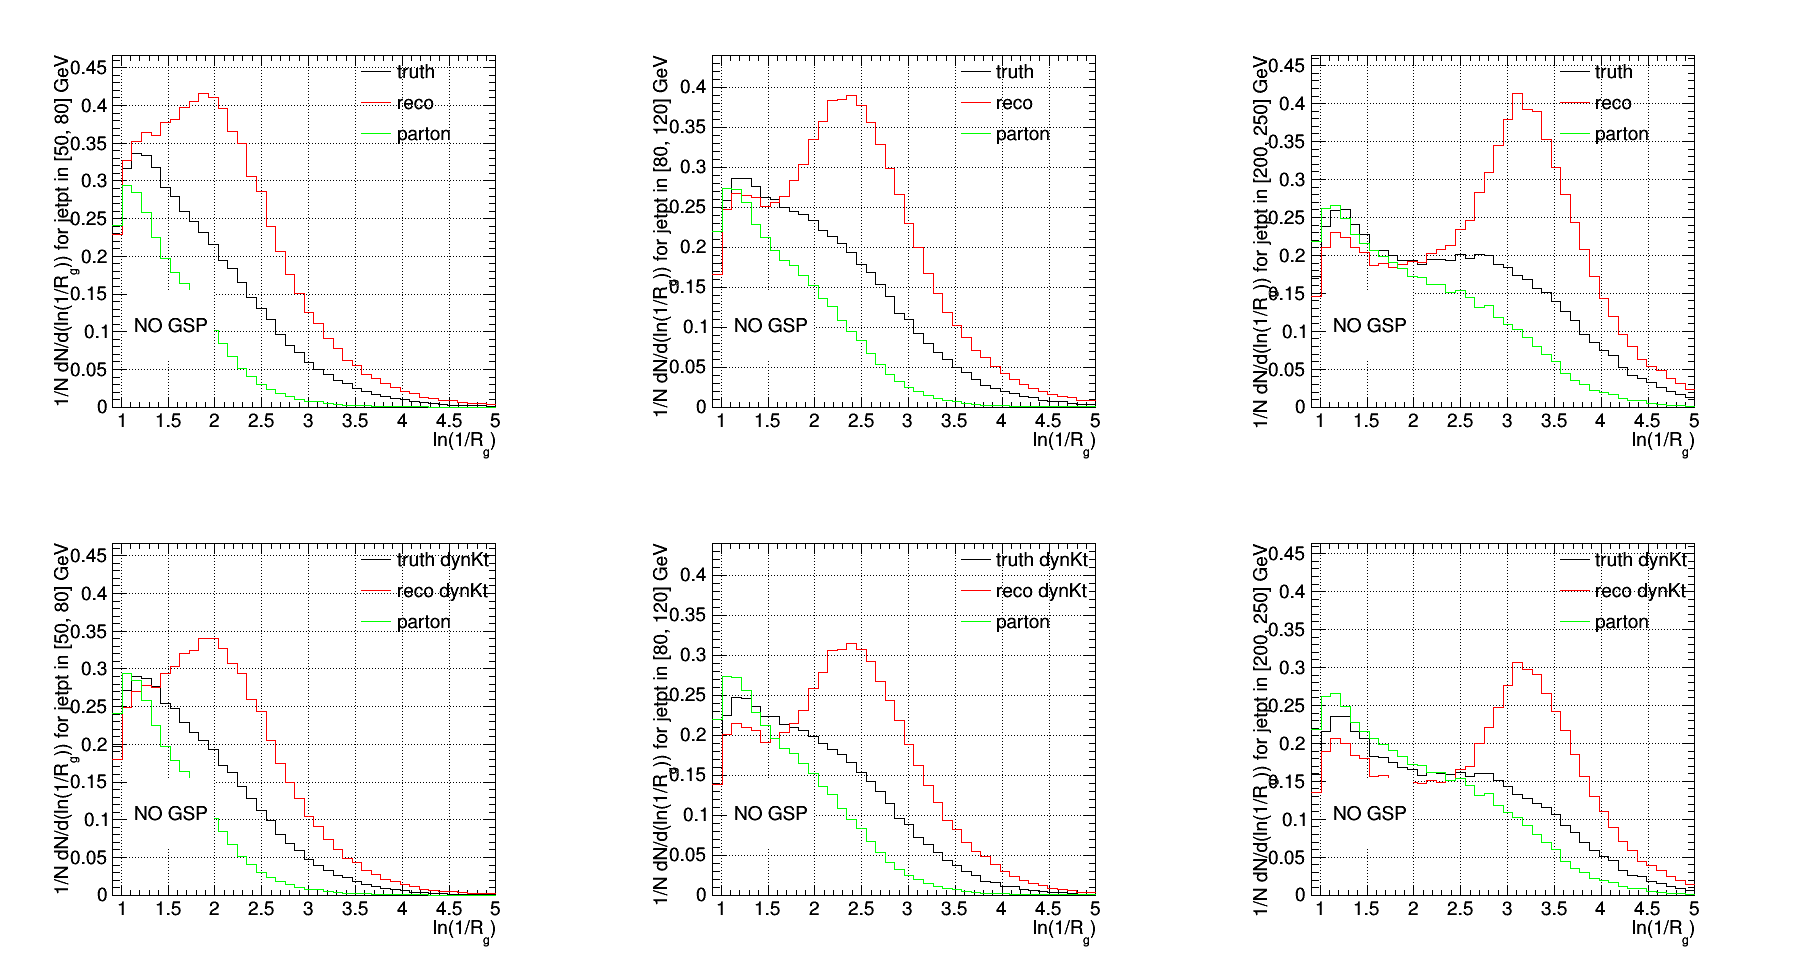 1/N dN/d(ln(1/Rg)) for jetpt in [50, 80] GeV
0.45
0.4
0.35
0.3
0.25
0.2
0.15
0.1
0.05
0
truth
reco
parton
NO GSP
1 1.5 2 2.5 3 3.5 4 4.5 5
ln(1/Rg)
1/N dN/d(ln(1/Rg)) for jetpt in [80, 120] GeV
0.4
0.35
0.3
0.25
0.2
0.15
0.1
0.05
0
truth
reco
parton
NO GSP
1 1.5 2 2.5 3 3.5 4 4.5 5
ln(1/Rg)
1/N dN/d(ln(1/Rg)) for jetpt in [200, 250] GeV
0.45
0.4
0.35
0.3
0.25
0.2
0.15
0.1
0.05
0
truth
reco
parton
NO GSP
1 1.5 2 2.5 3 3.5 4 4.5 5
ln(1/Rg)
1/N dN/d(ln(1/Rg)) for jetpt in [50, 80] GeV
0.45
0.4
0.35
0.3
0.25
0.2
0.15
0.1
0.05
0
truth dynKt
reco dynKt
parton
NO GSP
1 1.5 2 2.5 3 3.5 4 4.5 5
ln(1/Rg)
1/N dN/d(ln(1/Rg)) for jetpt in [80, 120] GeV
0.4
0.35
0.3
0.25
0.2
0.15
0.1
0.05
0
truth dynKt
reco dynKt
parton
NO GSP
1 1.5 2 2.5 3 3.5 4 4.5 5
ln(1/Rg)
1/N dN/d(ln(1/Rg)) for jetpt in [200, 250] GeV
0.45
0.4
0.35
0.3
0.25
0.2
0.15
0.1
0.05
0
truth dynKt
reco dynKt
parton
NO GSP
1 1.5 2 2.5 3 3.5 4 4.5 5
ln(1/Rg)